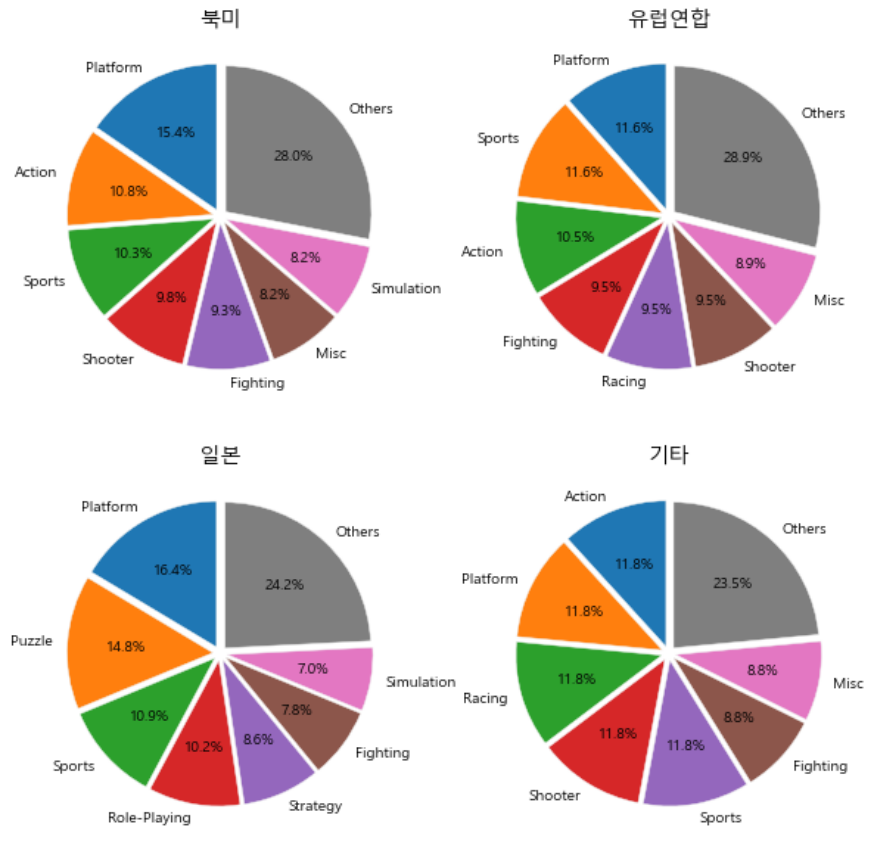 북미
Platform
15.4%
Action
10.8%
Sports
10.3%
Shooter
9.8%
Fighting
9.3%
Misc
8.2%
Simulation
8.2%
Others
28.0%
유럽연합
Platform
11.6%
Sports
11.6%
Action
10.5%
Fighting
9.5%
Racing
9.5%
Shooter
9.5%
Misc
8.9%
Others
28.9%
일본
Platform
16.4%
Puzzle
14.8%
Sports
10.9%
Role-Playing
10.2%
Strategy
8.6%
Fighting
7.8%
Simulation
7.0%
Others
24.2%
기타
Action
11.8%
Platform
11.8%
Racing
11.8%
Shooter
11.8%
Sports
11.8%
Fighting
8.8%
Misc
8.8%
Others
23.5%